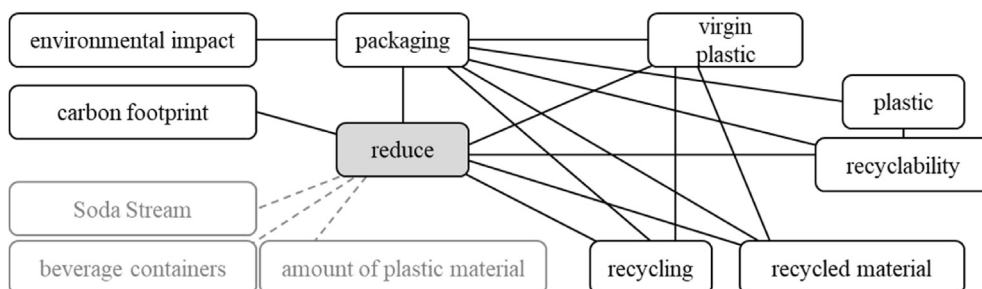 environmental impact
packaging
virgin
plastic
carbon footprint
plastic
reduce
recyclability
Soda Stream
beverage containers
amount of plastic material
recycling
recycled material